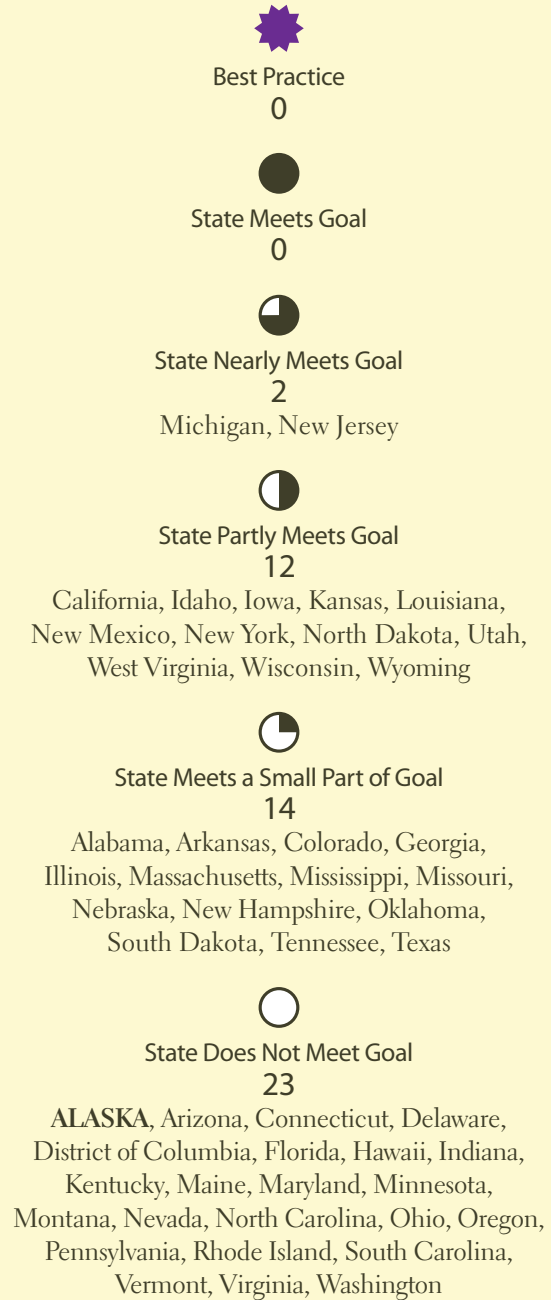 Best Practice
0
State Meets Goal
0
State Nearly Meets Goal
2
Michigan, New Jersey
State Partly Meets Goal
12
California, Idaho, Iowa, Kansas, Louisiana,
New Mexico, New York, North Dakota, Utah,
West Virginia, Wisconsin, Wyoming
State Meets a Small Part of Goal
14
Alabama, Arkansas, Colorado, Georgia,
Illinois, Massachusetts, Mississippi, Missouri,
Nebraska, New Hampshire, Oklahoma,
South Dakota, Tennessee, Texas
State Does Not Meet Goal
23
ALASKA, Arizona, Connecticut, Delaware,
District of Columbia, Florida, Hawaii, Indiana,
Kentucky, Maine, Maryland, Minnesota,
Montana, Nevada, North Carolina, Ohio, Oregon,
Pennsylvania, Rhode Island, South Carolina,
Vermont, Virginia, Washington